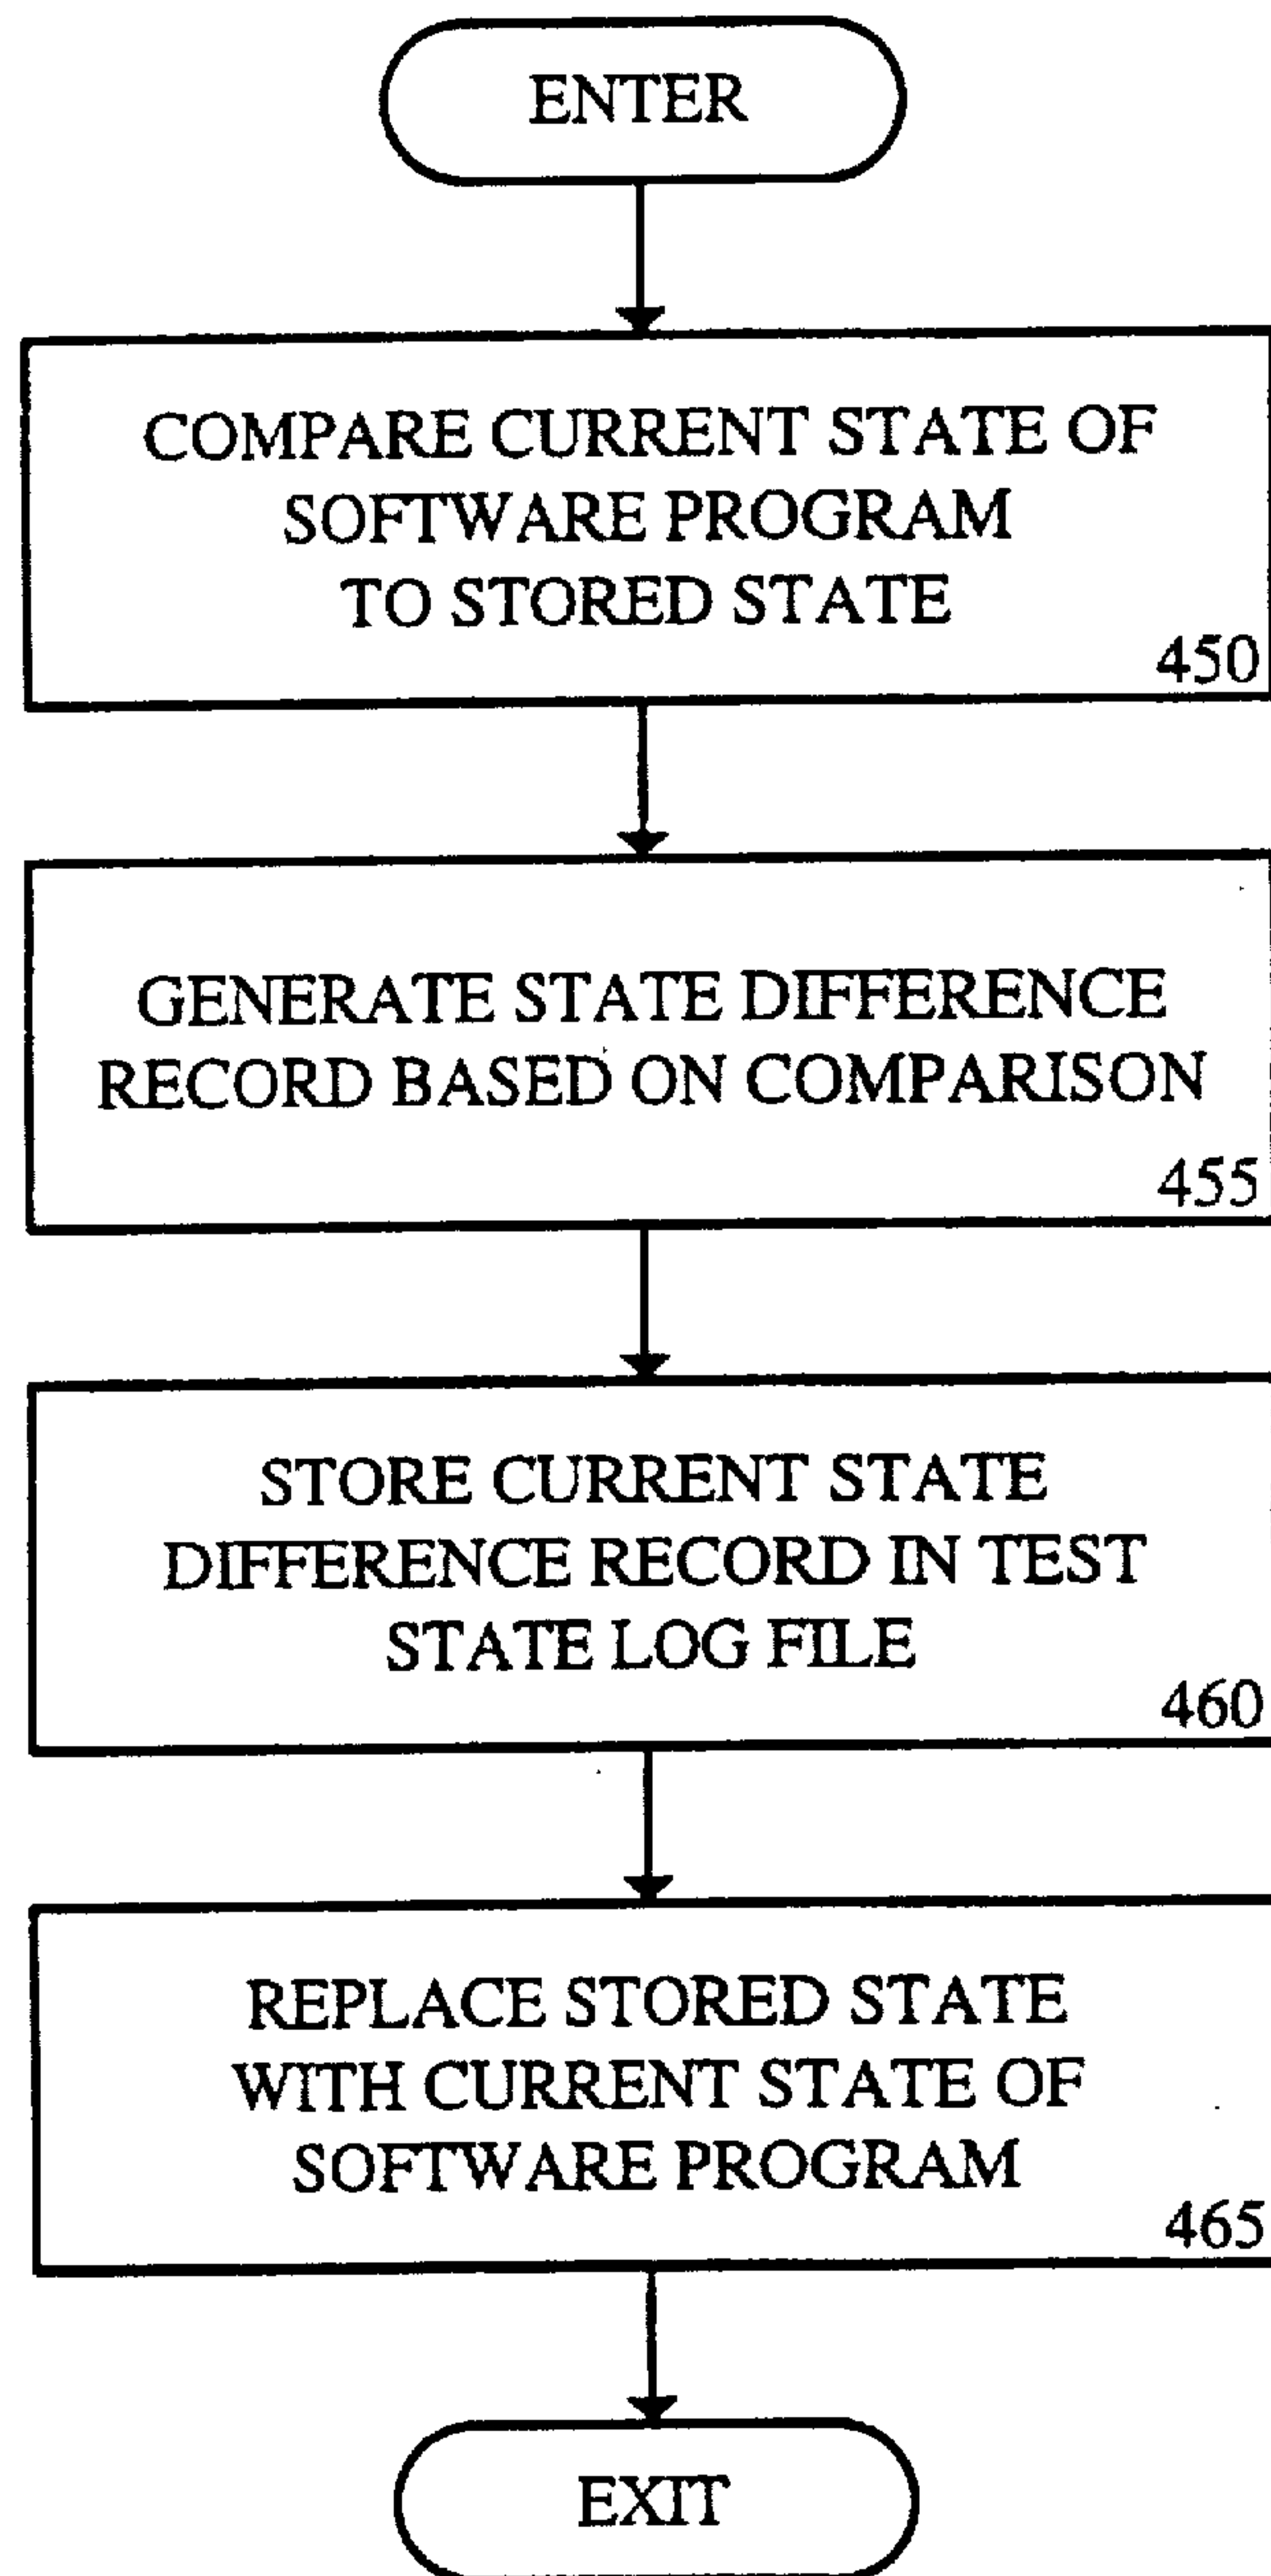 ENTER
COMPARE CURRENT STATE OF
SOFTWARE PROGRAM
TO STORED STATE
450
GENERATE STATE DIFFERENCE
RECORD BASED ON COMPARISON
455
STORE CURRENT STATE
DIFFERENCE RECORD IN TEST
STATE LOG FILE
460
REPLACE STORED STATE
WITH CURRENT STATE OF
SOFTWARE PROGRAM
465
EXIT